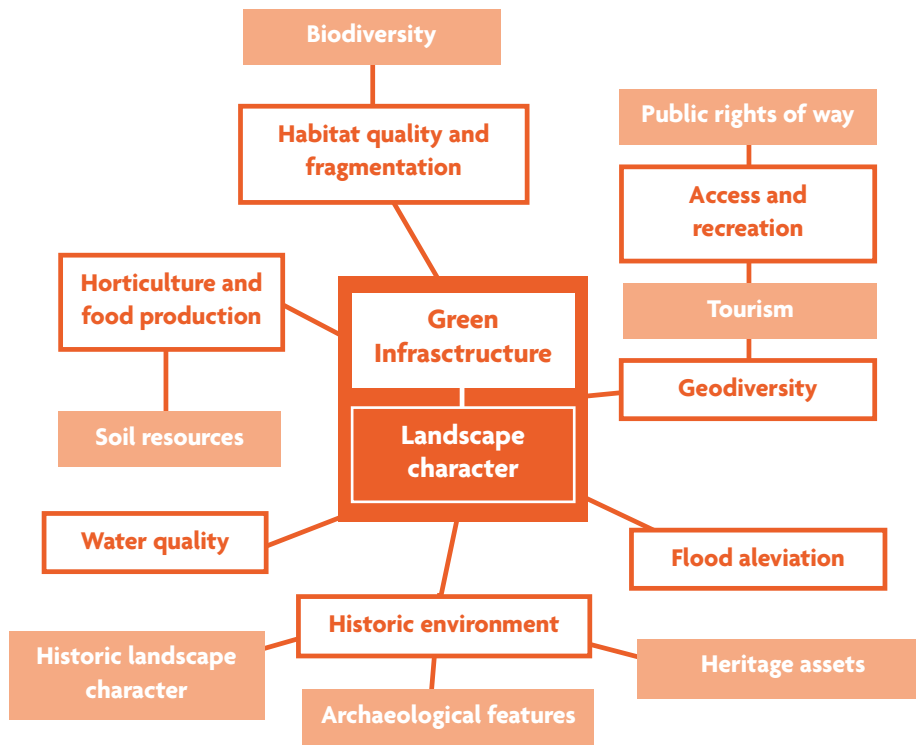 Biodiversity
Habitat quality and
fragmentation
Public rights of way
Access and
recreation
Tourism
Geodiversity
Horticulture and
food production
Soil resources
Green
Infrasctructure
Landscape
character
Water quality
Flood aleviation
Historic environment
Historic landscape
character
Archaeological features
Heritage assets